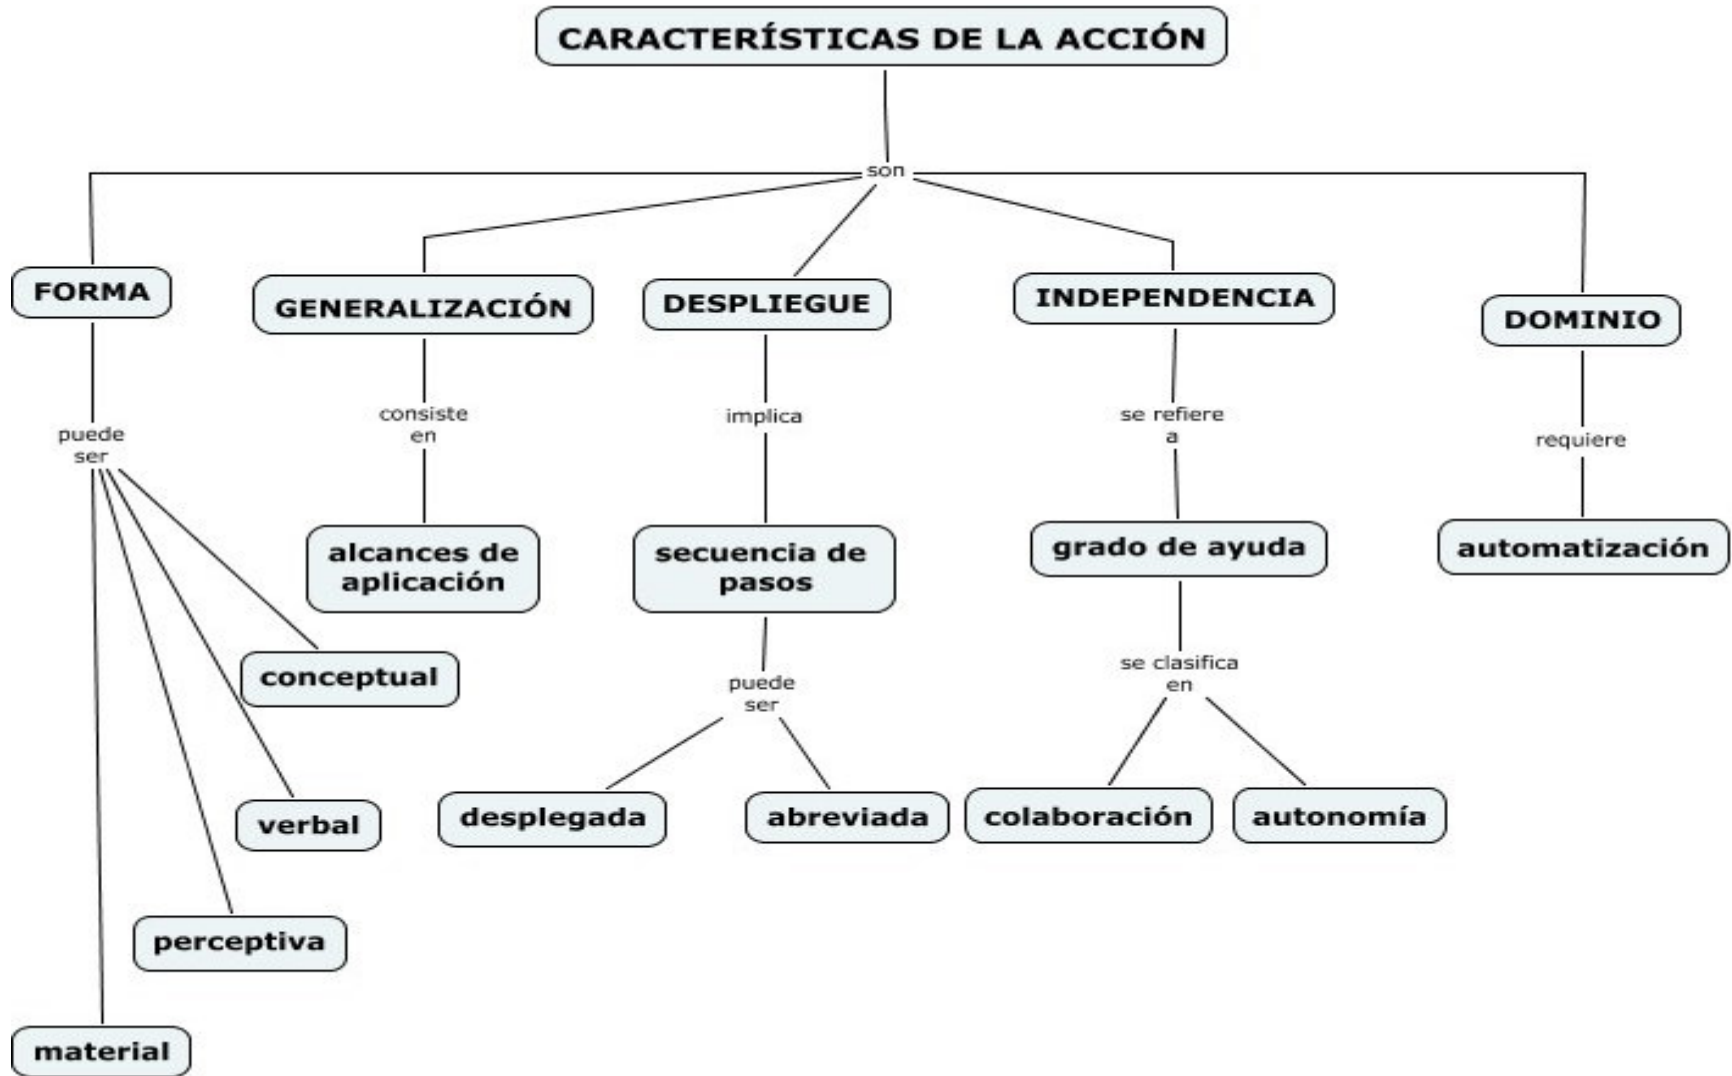 CARACTERÍSTICAS DE LA ACCIÓN
son
FORMA
GENERALIZACIÓN
DESPLIEGUE
INDEPENDENCIA
DOMINIO
puede
ser
consiste
en
implica
se refiere
a
requiere
alcances de
aplicación
secuencia de
pasos
grado de ayuda
automatización
conceptual
puede
ser
se clasifica
en
verbal
desplegada
abreviada
colaboración
autonomía
perceptiva
material